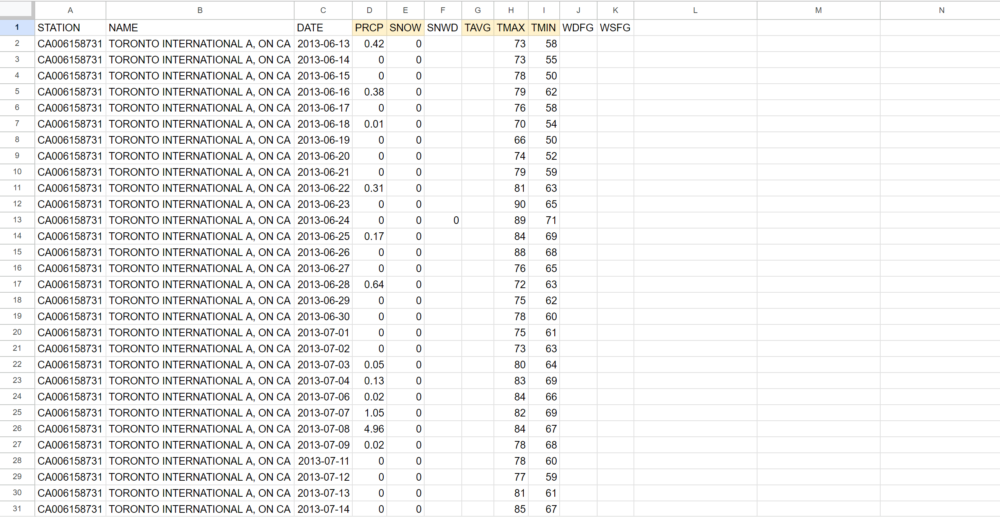 A B C D E F G H I J K L M N
1 STATION NAME DATE PRCP SNOW SNWD TAVG TMAX TMIN WDFG WSFG
2 CA006158731 TORONTO INTERNATIONAL A, ON CA 2013-06-13 0.42 0 73 58
3 CA006158731 TORONTO INTERNATIONAL A, ON CA 2013-06-14 0 0 73 55
4 CA006158731 TORONTO INTERNATIONAL A, ON CA 2013-06-15 0 0 78 50
5 CA006158731 TORONTO INTERNATIONAL A, ON CA 2013-06-16 0.38 0 79 62
6 CA006158731 TORONTO INTERNATIONAL A, ON CA 2013-06-17 0 0 76 58
7 CA006158731 TORONTO INTERNATIONAL A, ON CA 2013-06-18 0.01 0 70 54
8 CA006158731 TORONTO INTERNATIONAL A, ON CA 2013-06-19 0 0 66 50
9 CA006158731 TORONTO INTERNATIONAL A, ON CA 2013-06-20 0 0 74 52
10 CA006158731 TORONTO INTERNATIONAL A, ON CA 2013-06-21 0 0 79 59
11 CA006158731 TORONTO INTERNATIONAL A, ON CA 2013-06-22 0.31 0 81 63
12 CA006158731 TORONTO INTERNATIONAL A, ON CA 2013-06-23 0 0 90 65
13 CA006158731 TORONTO INTERNATIONAL A, ON CA 2013-06-24 0 0 0 89 71
14 CA006158731 TORONTO INTERNATIONAL A, ON CA 2013-06-25 0.17 0 84 69
15 CA006158731 TORONTO INTERNATIONAL A, ON CA 2013-06-26 0 0 88 68
16 CA006158731 TORONTO INTERNATIONAL A, ON CA 2013-06-27 0 0 76 65
17 CA006158731 TORONTO INTERNATIONAL A, ON CA 2013-06-28 0.64 0 72 63
18 CA006158731 TORONTO INTERNATIONAL A, ON CA 2013-06-29 0 0 75 62
19 CA006158731 TORONTO INTERNATIONAL A, ON CA 2013-06-30 0 0 78 60
20 CA006158731 TORONTO INTERNATIONAL A, ON CA 2013-07-01 0 0 75 61
21 CA006158731 TORONTO INTERNATIONAL A, ON CA 2013-07-02 0 0 73 63
22 CA006158731 TORONTO INTERNATIONAL A, ON CA 2013-07-03 0.05 0 80 64
23 CA006158731 TORONTO INTERNATIONAL A, ON CA 2013-07-04 0.13 0 83 69
24 CA006158731 TORONTO INTERNATIONAL A, ON CA 2013-07-06 0.02 0 84 66
25 CA006158731 TORONTO INTERNATIONAL A, ON CA 2013-07-07 1.05 0 82 69
26 CA006158731 TORONTO INTERNATIONAL A, ON CA 2013-07-08 4.96 0 84 67
27 CA006158731 TORONTO INTERNATIONAL A, ON CA 2013-07-09 0.02 0 78 68
28 CA006158731 TORONTO INTERNATIONAL A, ON CA 2013-07-11 0 0 78 60
29 CA006158731 TORONTO INTERNATIONAL A, ON CA 2013-07-12 0 0 77 59
30 CA006158731 TORONTO INTERNATIONAL A, ON CA 2013-07-13 0 0 81 61
31 CA006158731 TORONTO INTERNATIONAL A, ON CA 2013-07-14 0 0 85 67